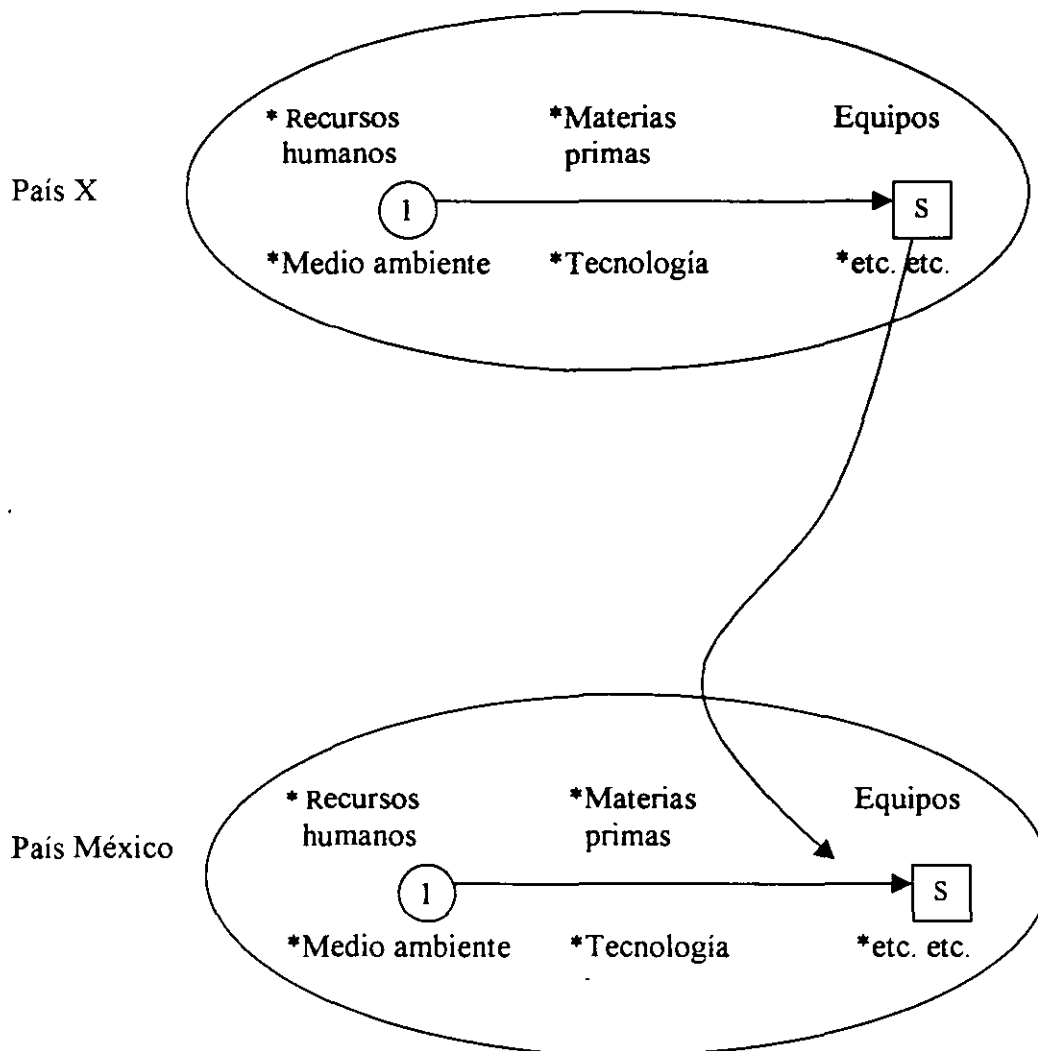 * Recursos humanos
*Materias primas
Equipos
País X
1
S
*Medio ambiente
*Tecnología
*etc. etc.
* Recursos humanos
*Materias primas
Equipos
País México
1
S
*Medio ambiente
*Tecnología
*etc. etc.